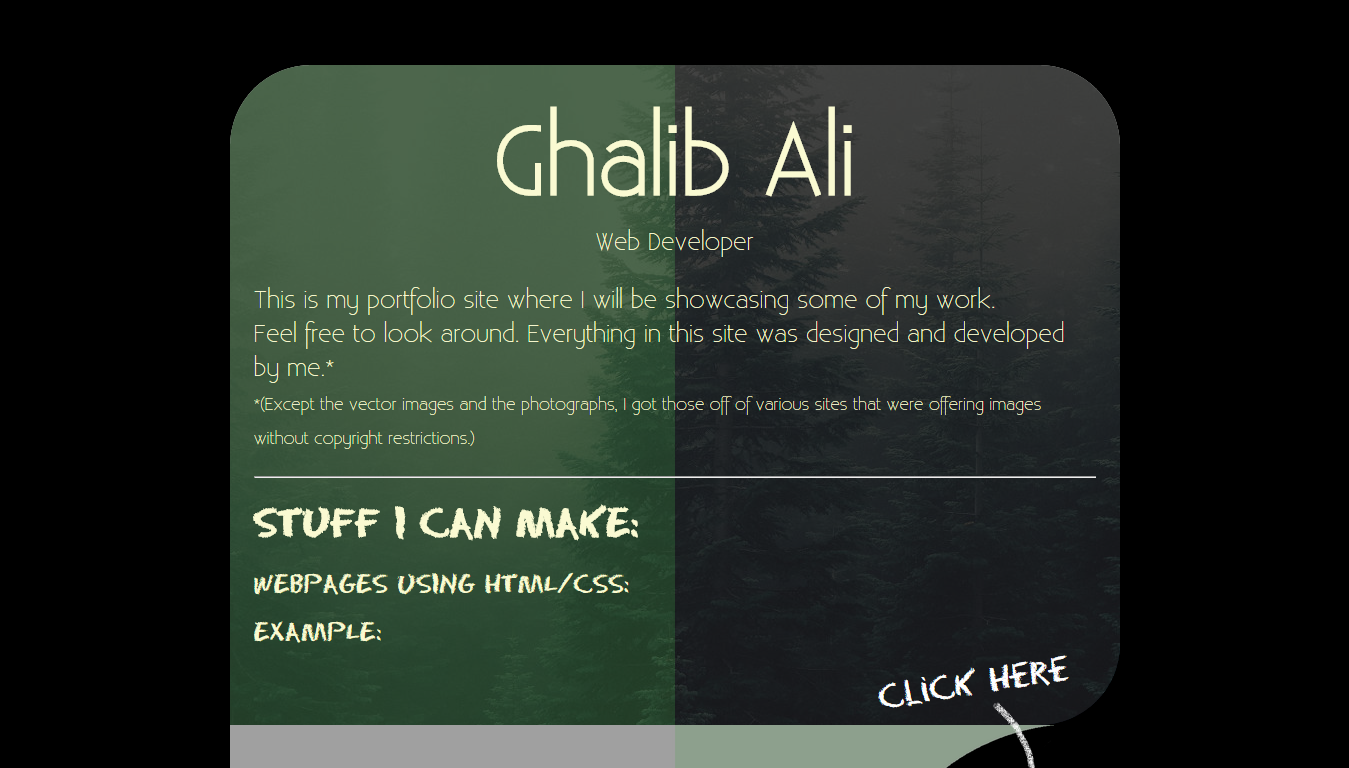 Ghalib Ali
Web Developer
This is my portfolio site where I will be showcasing some of my work.
Feel free to look around. Everything in this site was designed and developed
by me.*
*(Except the vector images and the photographs, I got those off of various sites that were offering images
without copyright restrictions.)
STUFF I CAN MAKE:
WEBPAGES USING HTML/CSS:
EXAMPLE:
CLICK HERE